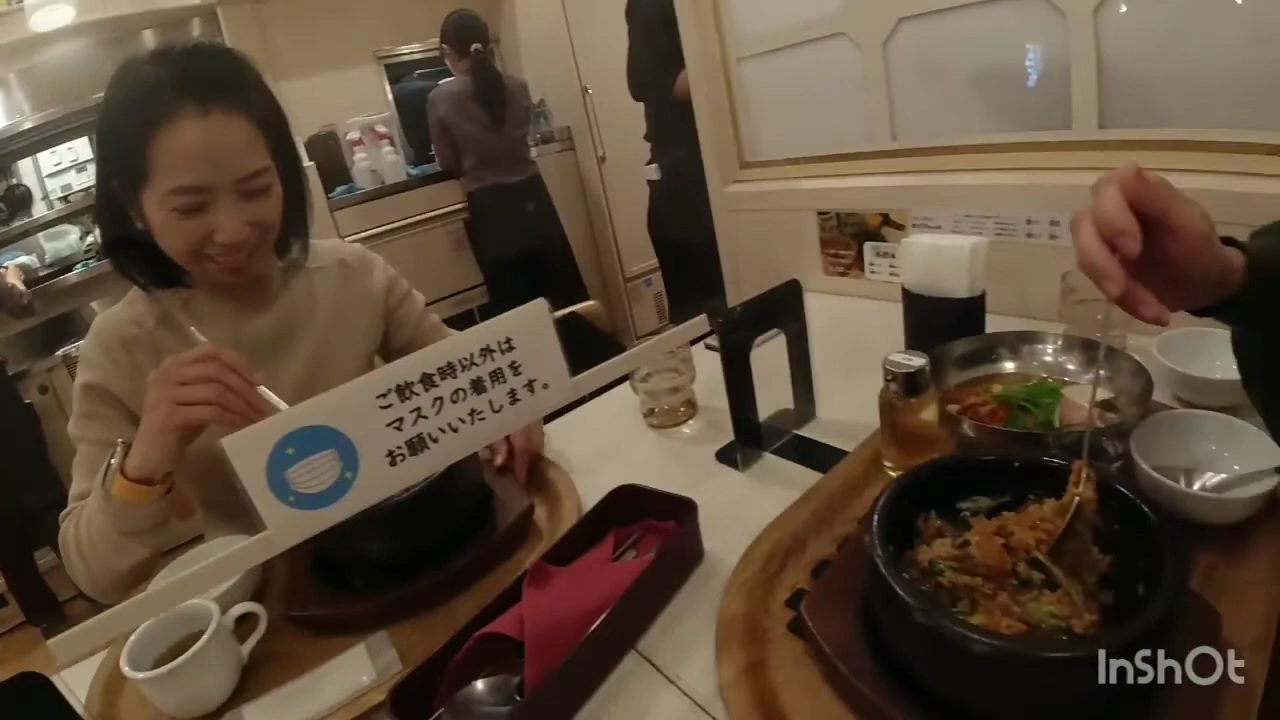 ご飲食時以外は
マスクの着用を
お願いいたします。
InShOt